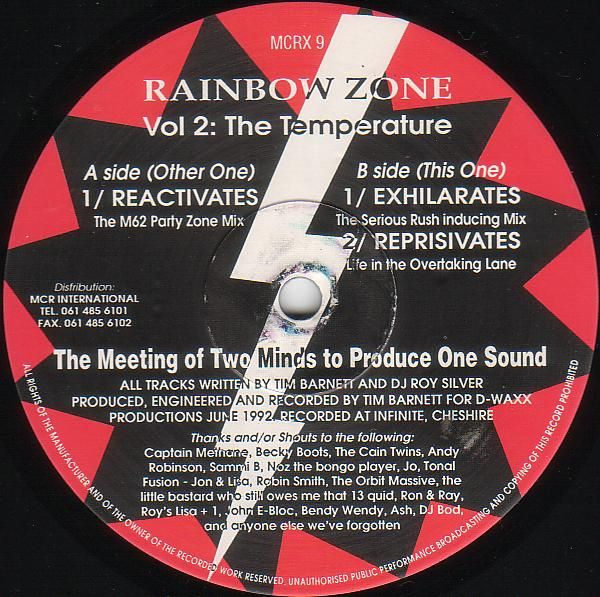 MCRX 9
RAINBOW ZONE
Vol 2: The Temperature
A side (Other One)
1/ REACTIVATES
The M62 Party Zone Mix
B side (This One)
1/ EXHILARATES
The Serious Rush inducing Mix
2/ REPRISIVATES
Life in the Overtaking Lane
Distribution:
MCR INTERNATIONAL
TEL. 061 485 6101
FAX. 061 485 6102
The Meeting of Two Minds to Produce One Sound
ALL TRACKS WRITTEN BY TIM BARNETT AND DJ ROY SILVER
PRODUCED, ENGINEERED AND RECORDED BY TIM BARNETT FOR D-WAXX
PRODUCTIONS JUNE 1992. RECORDED AT INFINITE, CHESHIRE
Thanks and/or Shouts to the following:
Captain Methane, Becky Boots, The Cain Twins, Andy
Robinson, Sammi B, Noz the bongo player, Jo, Tonal
Fusion - Jon & Lisa, Robin Smith, The Orbit Massive, the
little bastard who still owes me that 13 quid, Ron & Ray,
Roy's Lisa + 1, John E-Bloc, Bendy Wendy, Ash, DJ Bod,
and anyone else we've forgotten
ALL RIGHTS OF THE MANUFACTURER AND OF THE OWNER OF THE RECORDED WORK RESERVED. UNAUTHORISED PUBLIC PERFORMANCE BROADCASTING AND COPYING OF THIS RECORD PROHIBITED